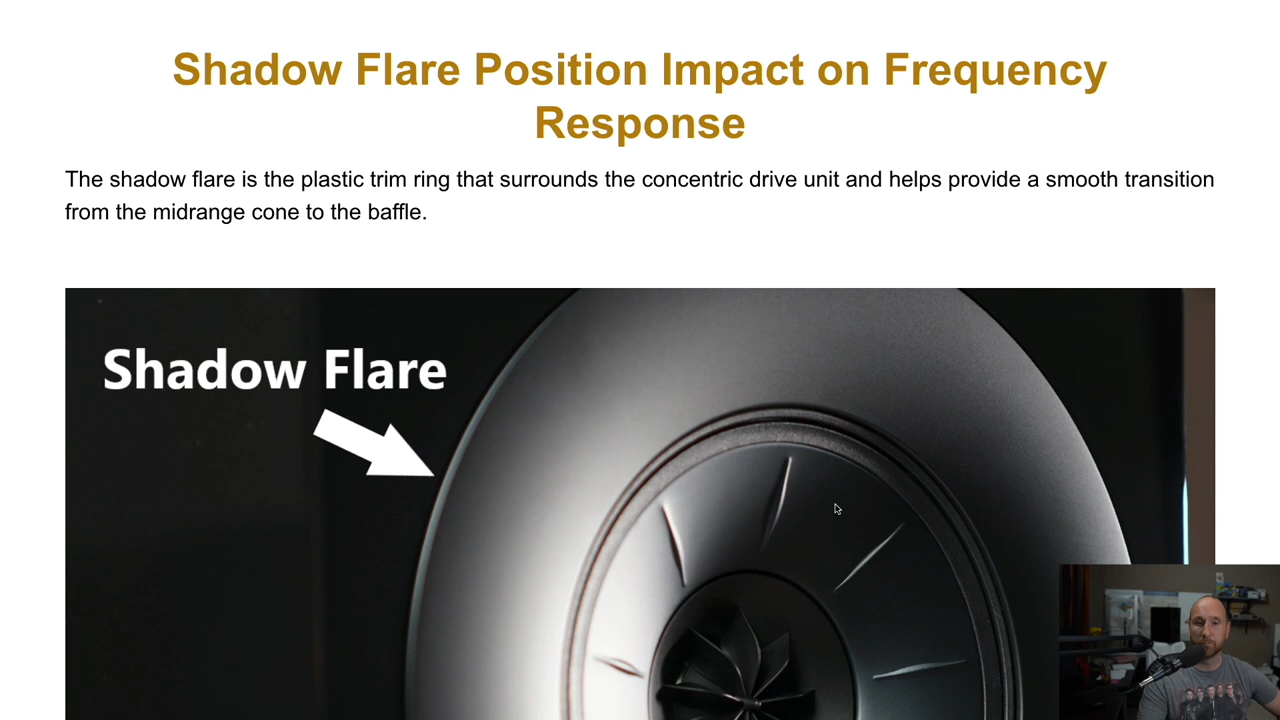 Shadow Flare Position Impact on Frequency
Response
The shadow flare is the plastic trim ring that surrounds the concentric drive unit and helps provide a smooth transition
from the midrange cone to the baffle.
Shadow Flare